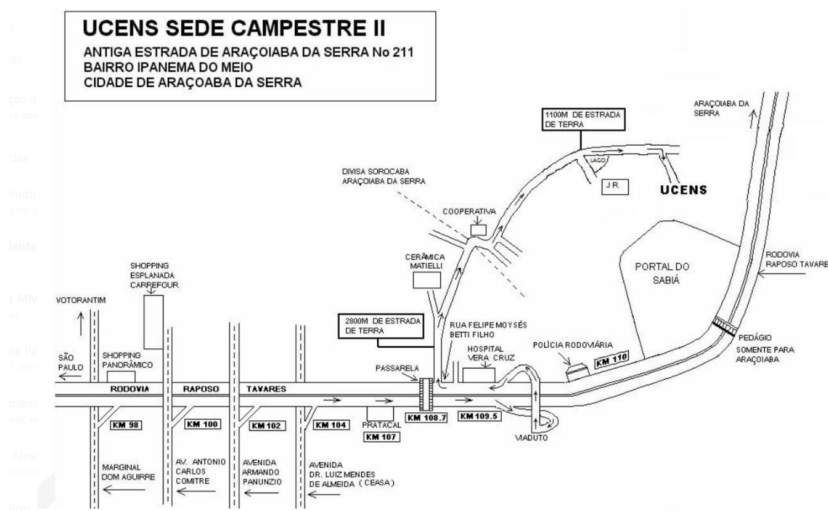 UCENS SEDE CAMPESTRE II
ANTIGA ESTRADA DE ARAÇOIABA DA SERRA No 211
BAIRRO IPANEMA DO MEIO
CIDADE DE ARAÇOABA DA SERRA
ARAÇOIABA DA
SERRA
1100M DE ESTRADA
DE TERRA
LAGO
J R.
UCENS
DIVISA SOROCABA
ARAÇOIABA DA SERRA
COOPERATIVA
CERÂMICA
MATIELLI
SHOPPING
ESPLANADA
CARREFOUR
VOTORANTIM
PORTAL DO
SABIÁ
RODOVIA
RAPOSO TAVARE
2800M DE ESTRADA
DE TERRA
RUA FELIPE MOYSÉS
BETTI FILHO
HOSPITAL
VERA CRUZ
POLÍCIA RODOVIÁRIA
KM 110
PEDÁGIO
SOMENTE PARA
ARAÇOIABA
SÃO
PAULO
SHOPPING
PANORÂMICO
PASSARELA
RODOVIA RAPOSO TAVARES
KM 98
KM 100
KM 102
KM 104
PRATACAL
KM 107
KM 108.7
KM 109.5
VIADUTO
MARGINAL
DOM AGUIRRE
AV. ANTONIO
CARLOS
COMITRE
AVENIDA
ARMANDO
PANUNZIO
AVENIDA
DR. LUIZ MENDES
DE ALMEIDA (CEASA)